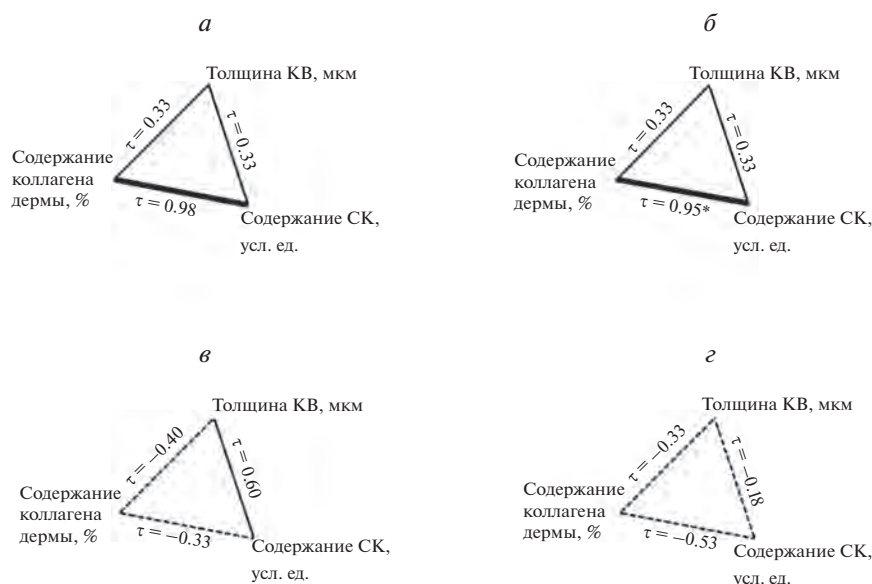 а
Толщина КВ, мкм
τ = 0.33
τ = 0.33
Содержание
коллагена
дермы, %
τ = 0.98
Содержание СК,
усл. ед.
б
Толщина КВ, мкм
τ = 0.33
τ = 0.33
Содержание
коллагена
дермы, %
τ = 0.95*
Содержание СК,
усл. ед.
в
Толщина КВ, мкм
τ = −0.40
τ = 0.60
Содержание
коллагена
дермы, %
τ = −0.33
Содержание СК,
усл. ед.
г
Толщина КВ, мкм
τ = −0.33
τ = −0.18
Содержание
коллагена
дермы, %
τ = −0.53
Содержание СК,
усл. ед.